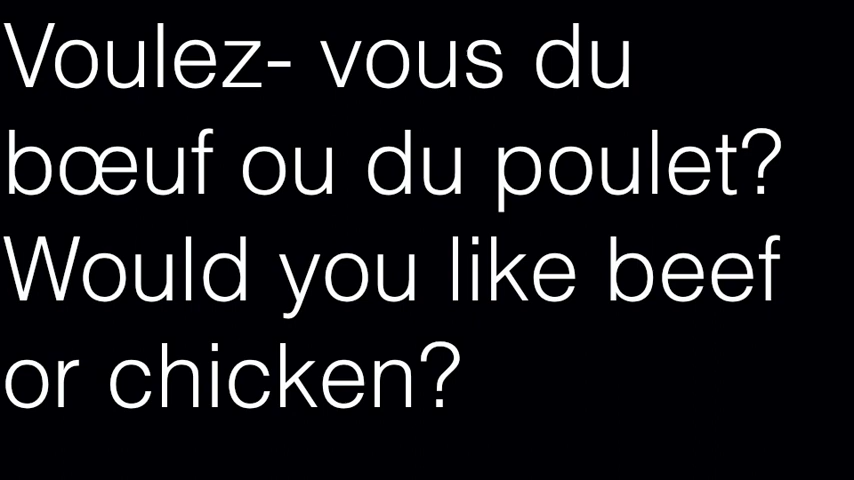 Voulez- vous du
bœuf ou du poulet?
Would you like beef
or chicken?